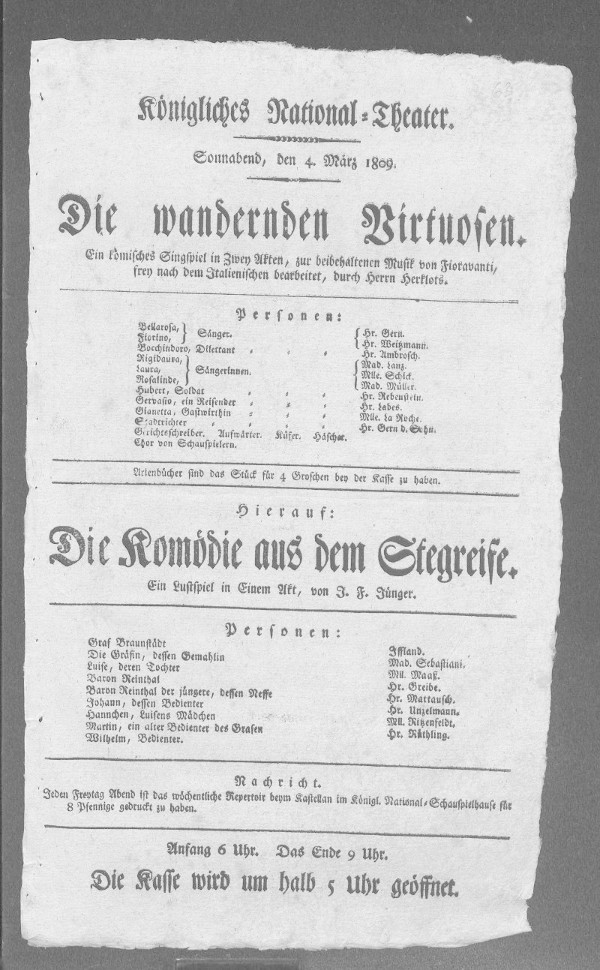 Königliches National-Theater.
Sonnabend, den 4. März 1809.
Die wandernden Virtuosen.
Ein komisches Singspiel in Zwey Akten, zur beibehaltenen Musik von Fioravanti,
frey nach dem Italienischen bearbeitet, durch Herrn Herklots.
Personen:
Bellarosa, } Sänger. { Hr. Gern.
Fiorino, { Hr. Weitzmann.
Bocchindoro, Dilettant Hr. Ambrosch.
Rigidaura, { Mad. Lanz.
Laura, } Sängerinnen. { Mlle. Schick.
Rosalinde, { Mad. Müller.
Hubert, Soldat Hr. Rebenstein.
Gervasio, ein Reisender Hr. Labes.
Gianetta, Gastwirthin Mlle. La Roche.
Stadtrichter Hr. Gern d. Sohn.
Gerichtsschreiber. Aufwärter. Küfer. Häscher.
Chor von Schauspielern.
Arienbücher sind das Stück für 4 Groschen bey der Kasse zu haben.
Hierauf:
Die Komödie aus dem Stegreife.
Ein Lustspiel in Einem Akt, von J. F. Jünger.
Personen:
Graf Braunstädt Iffland.
Die Gräfin, dessen Gemahlin Mad. Sebastiani.
Luise, deren Tochter Mll. Maaß.
Baron Reinthal Hr. Greibe.
Baron Reinthal der jüngere, dessen Neffe Hr. Mattausch.
Johann, dessen Bedienter Hr. Unzelmann.
Hannchen, Luisens Mädchen Mll. Ritzenfeldt.
Martin, ein alter Bedienter des Grafen Hr. Rüthling.
Wilhelm, Bedienter.
Nachricht.
Jeden Freytag Abend ist das wöchentliche Repertoir beym Kastellan im Königl. National-Schauspielhause für
8 Pfennige gedruckt zu haben.
Anfang 6 Uhr. Das Ende 9 Uhr.
Die Kasse wird um halb 5 Uhr geöffnet.